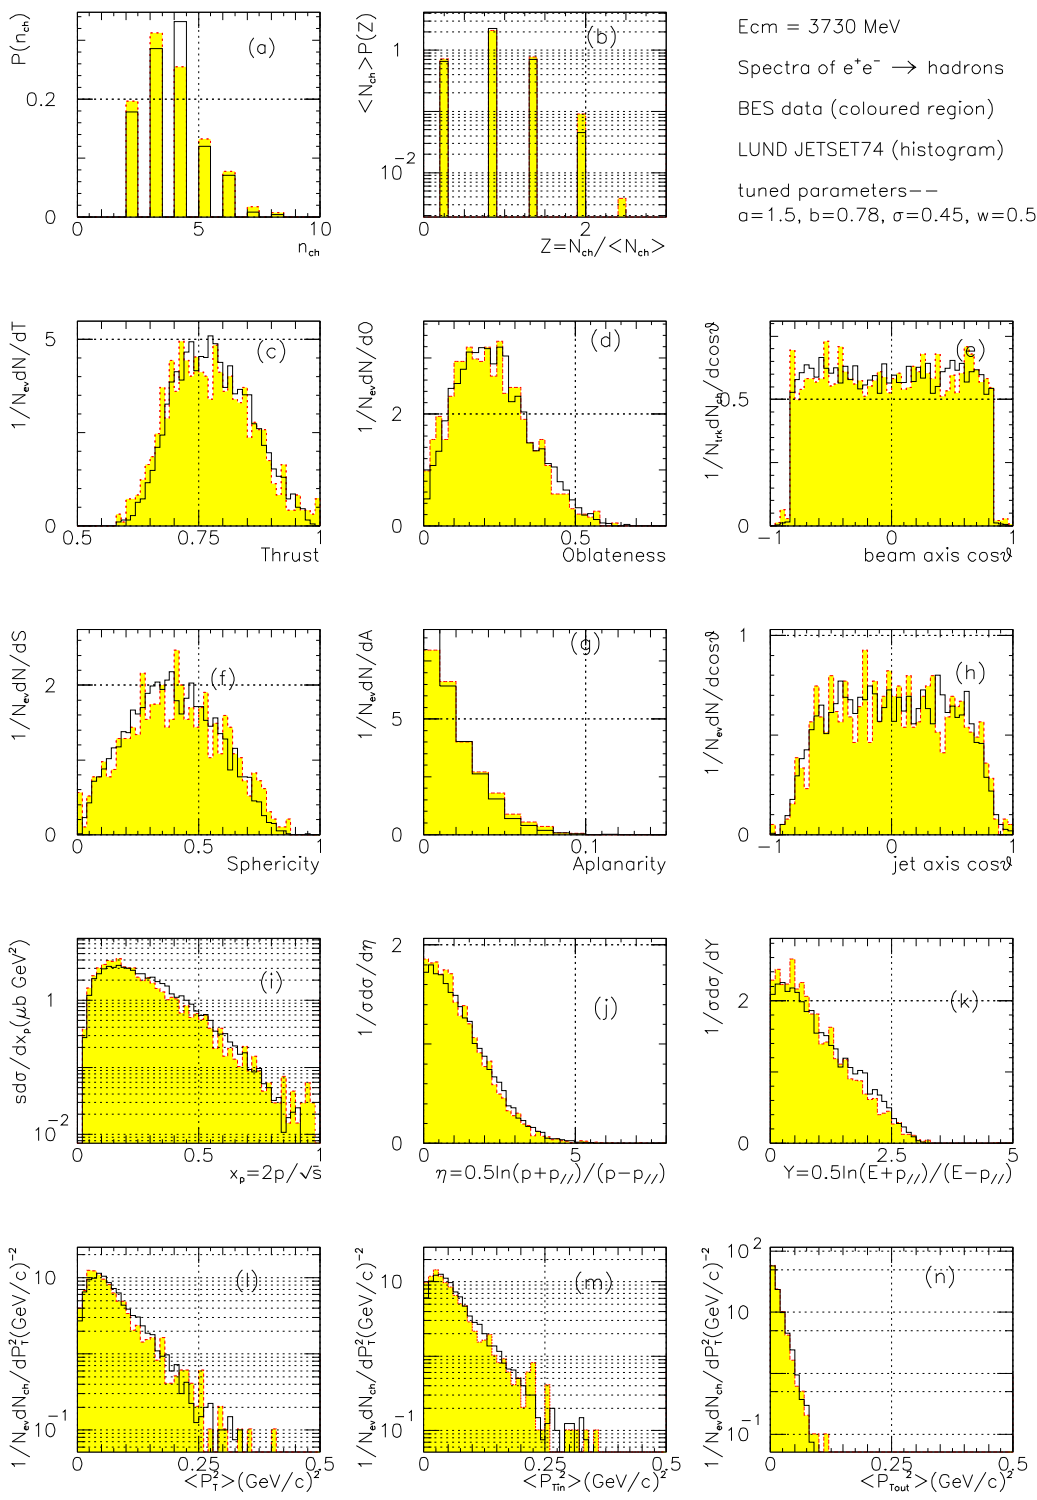 P(n_ch)
(a)
0.2
0
0 5 10
n_ch
<N_ch>P(Z)
(b)
1
10^-2
0 2
Z=N_ch/<N_ch>
Ecm = 3730 MeV
Spectra of e⁺e⁻ → hadrons
BES data (coloured region)
LUND JETSET74 (histogram)
tuned parameters--
a=1.5, b=0.78, σ=0.45, w=0.5
1/N_ev dN/dT
(c)
5
0
0.5 0.75 1
Thrust
1/N_ev dN/dO
(d)
2
0
0 0.5
Oblateness
1/N_trk dN_ch/dcosϑ
(e)
0.5
0
-1 0 1
beam axis cosϑ
1/N_ev dN/dS
(f)
2
0
0 0.5 1
Sphericity
1/N_ev dN/dA
(g)
5
0
0 0.1
Aplanarity
1/N_ev dN/dcosϑ
(h)
1
0
-1 0 1
jet axis cosϑ
sdσ/dx_p(μb GeV²)
(i)
1
10^-2
0 0.5 1
x_p=2p/√s
1/σdσ/dη
(j)
2
0
0 5
η=0.5ln(p+p_//)/(p-p_//)
1/σdσ/dY
(k)
2
0
0 2.5 5
Y=0.5ln(E+p_//)/(E-p_//)
1/N_ev dN_ch/dP_T²(GeV/c)^-2
(l)
10
10^-1
0 0.25 0.5
<P_T²>(GeV/c)²
1/N_ev dN_ch/dP_T²(GeV/c)^-2
(m)
10
10^-1
0 0.25 0.5
<P_Tin²>(GeV/c)²
1/N_ev dN_ch/dP_T²(GeV/c)^-2
(n)
10²
10
1
10^-1
0 0.25 0.5
<P_Tout²>(GeV/c)²